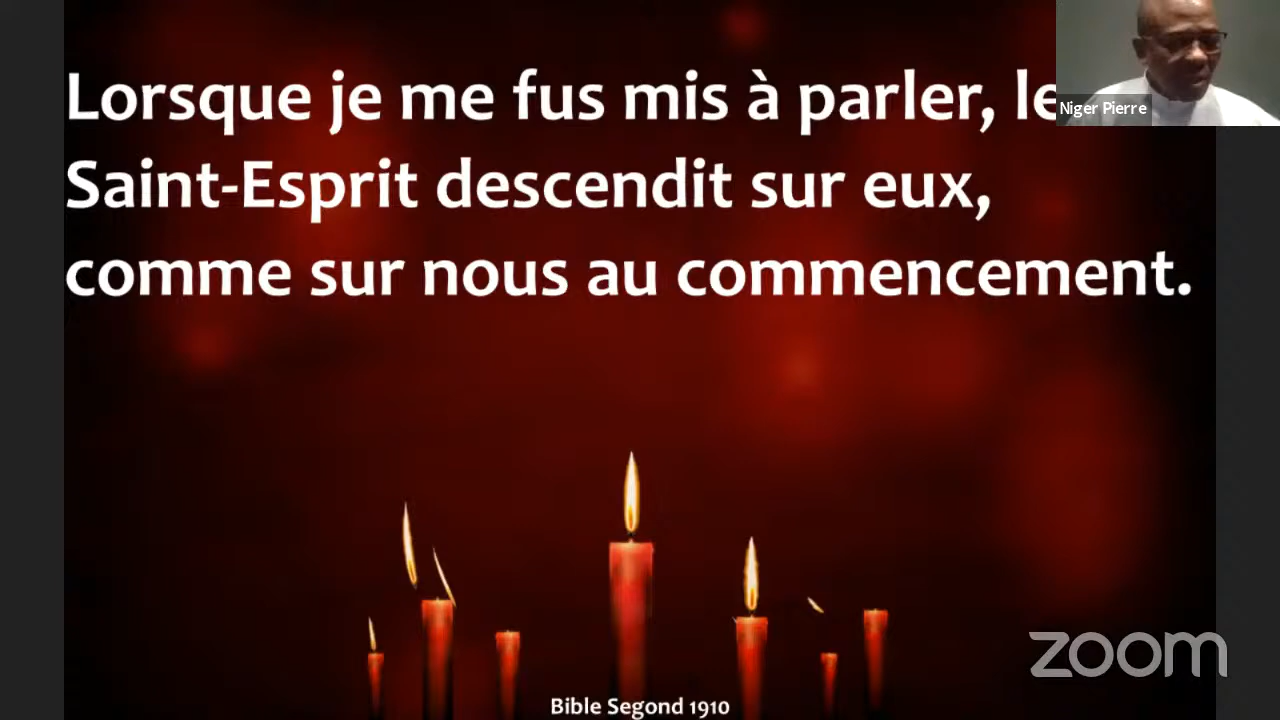 Lorsque je me fus mis à parler, le
Saint-Esprit descendit sur eux,
comme sur nous au commencement.
Niger Pierre
zoom
Bible Segond 1910